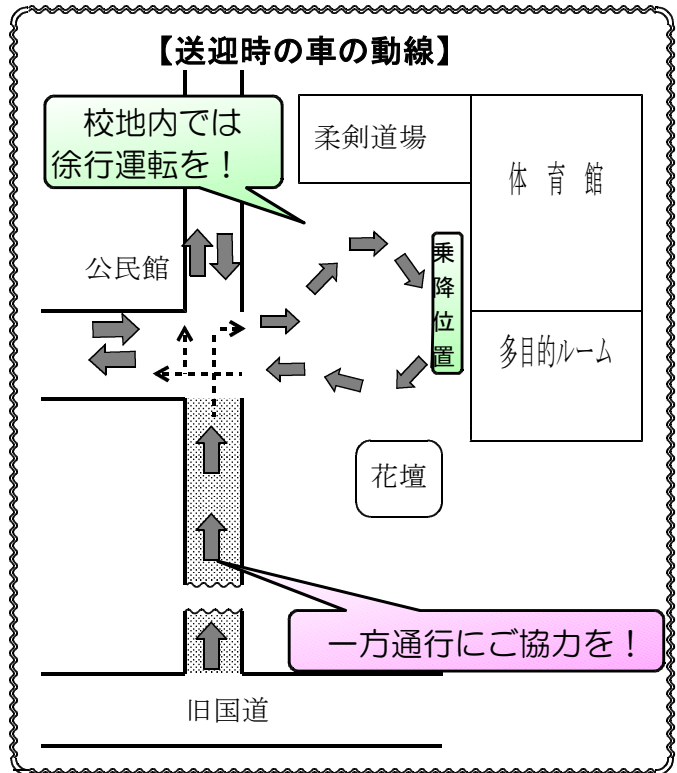 【送迎時の車の動線】
校地内では
徐行運転を！
柔剣道場
体育館
公民館
乗降位置
多目的ルーム
花壇
一方通行にご協力を！
旧国道